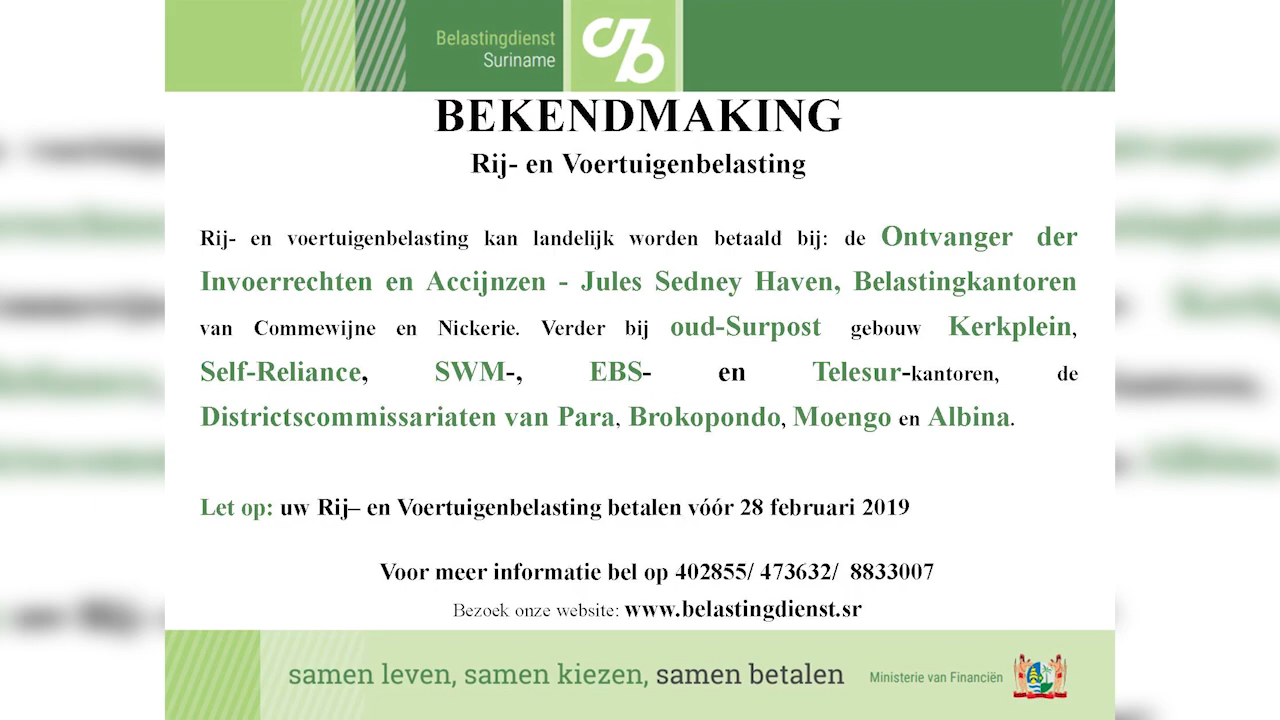 Belastingdienst
Suriname
BEKENDMAKING
Rij- en Voertuigenbelasting
Rij- en voertuigenbelasting kan landelijk worden betaald bij: de Ontvanger der
Invoerrechten en Accijnzen - Jules Sedney Haven, Belastingkantoren
van Commewijne en Nickerie. Verder bij oud-Surpost gebouw Kerkplein,
Self-Reliance, SWM-, EBS- en Telesur-kantoren, de
Districtscommissariaten van Para, Brokopondo, Moengo en Albina.
Let op: uw Rij– en Voertuigenbelasting betalen vóór 28 februari 2019
Voor meer informatie bel op 402855/ 473632/ 8833007
Bezoek onze website: www.belastingdienst.sr
samen leven, samen kiezen, samen betalen
Ministerie van Financiën